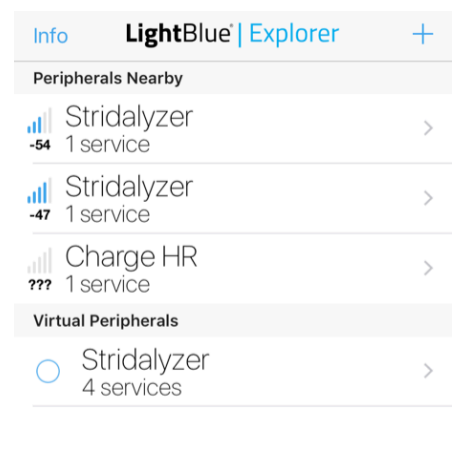 Info LightBlue® | Explorer +
Peripherals Nearby
Stridalyzer
-54 1 service
Stridalyzer
-47 1 service
Charge HR
??? 1 service
Virtual Peripherals
Stridalyzer
4 services